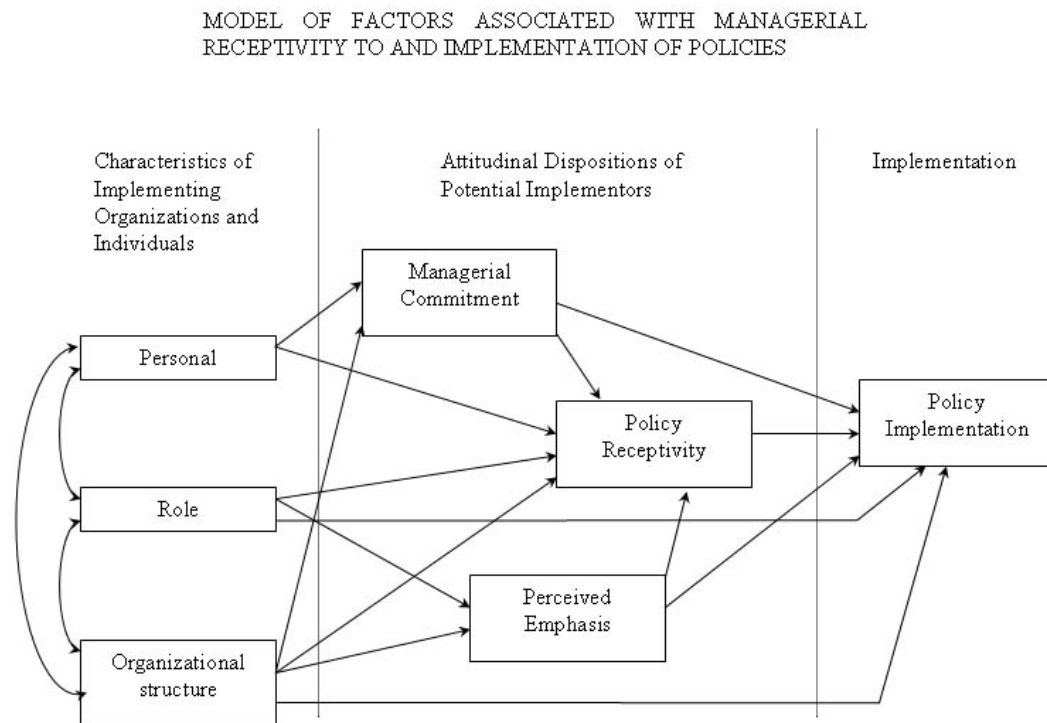 MODEL OF FACTORS ASSOCIATED WITH MANAGERIAL
RECEPTIVITY TO AND IMPLEMENTATION OF POLICIES
Characteristics of
Implementing
Organizations and
Individuals
Attitudinal Dispositions of
Potential Implementors
Implementation
Managerial
Commitment
Personal
Policy
Receptivity
Policy
Implementation
Role
Perceived
Emphasis
Organizational
structure